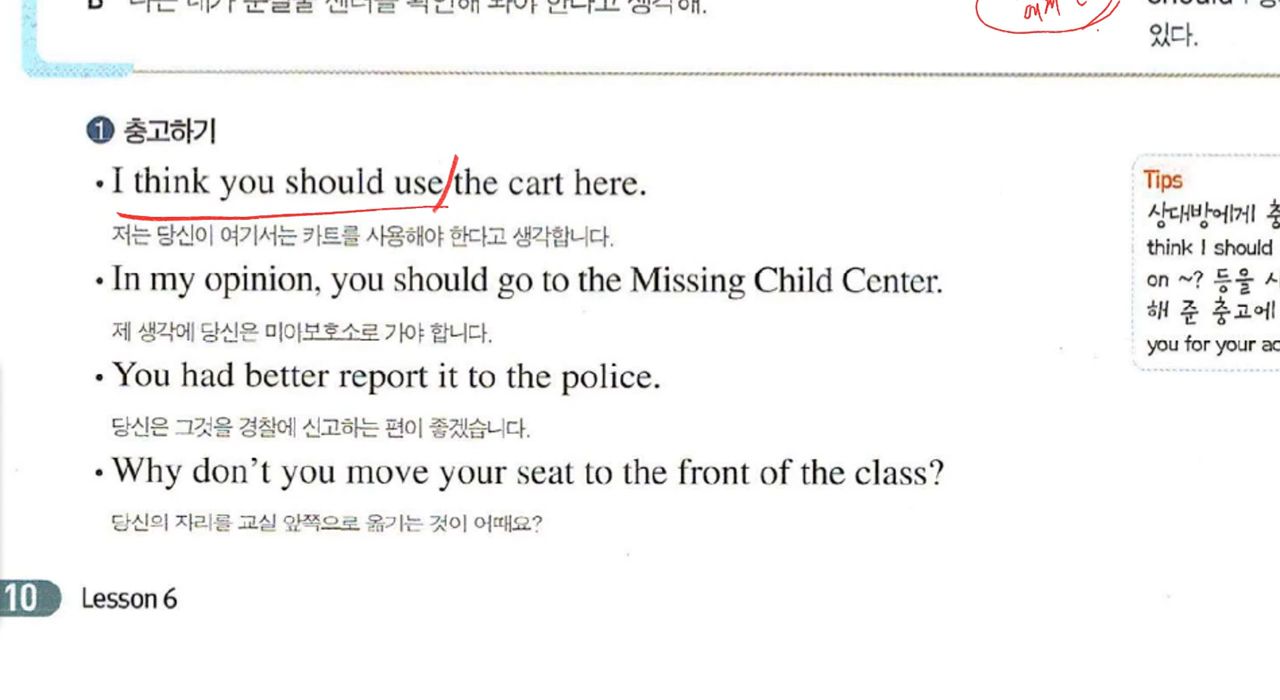 있다.
1 충고하기
• I think you should use the cart here.
저는 당신이 여기서는 카트를 사용해야 한다고 생각합니다.
• In my opinion, you should go to the Missing Child Center.
제 생각에 당신은 미아보호소로 가야 합니다.
• You had better report it to the police.
당신은 그것을 경찰에 신고하는 편이 좋겠습니다.
• Why don't you move your seat to the front of the class?
당신의 자리를 교실 앞쪽으로 옮기는 것이 어때요?
Tips
상대방에게
think I should
on ~? 등을
해 준 충고에
you for your
10 Lesson 6